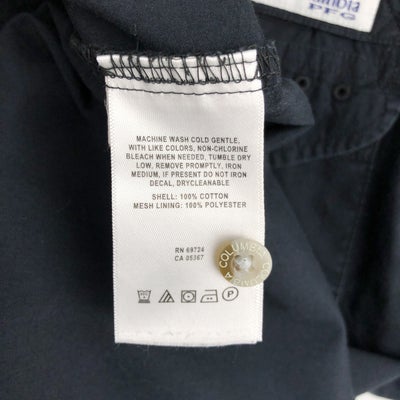 PFG
MACHINE WASH COLD GENTLE,
WITH LIKE COLORS, NON-CHLORINE
BLEACH WHEN NEEDED, TUMBLE DRY
LOW, REMOVE PROMPTLY, IRON
MEDIUM, IF PRESENT DO NOT IRON
DECAL, DRYCLEANABLE
SHELL: 100% COTTON
MESH LINING: 100% POLYESTER
RN 69724
CA 05367
COLUMBIA COLUMBIA
P